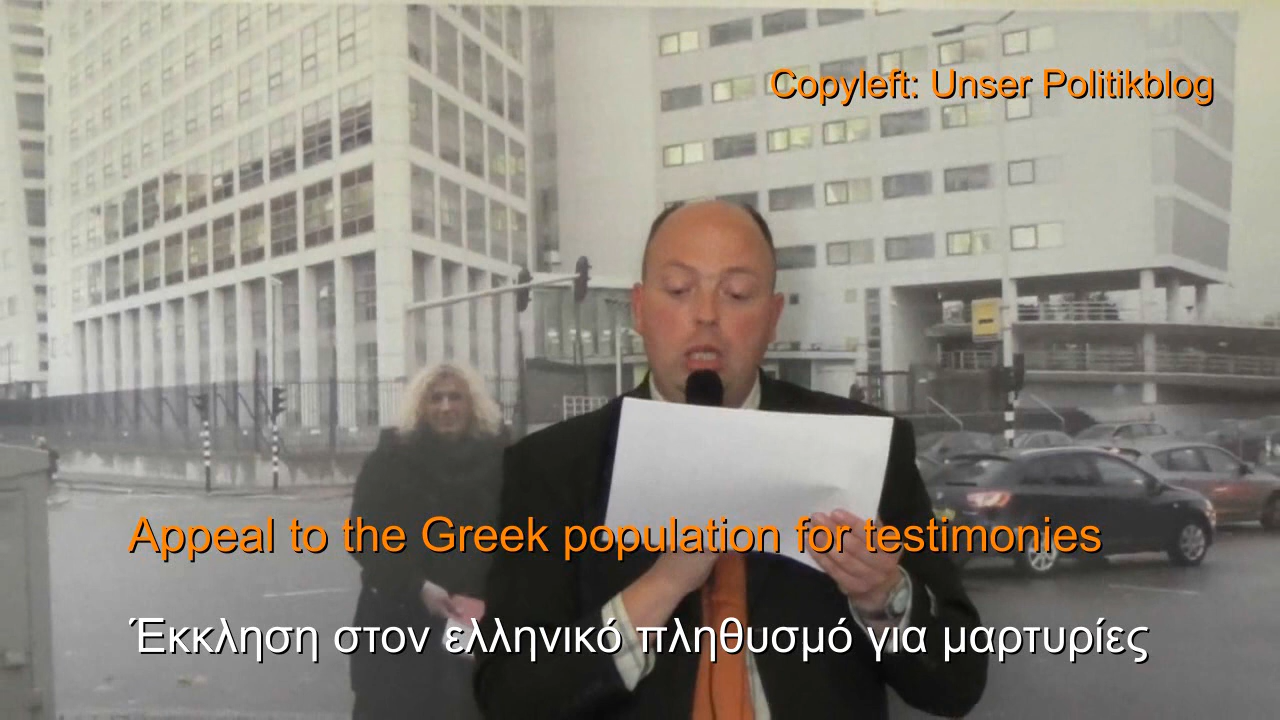 Copyleft: Unser Politikblog
Appeal to the Greek population for testimonies
Έκκληση στον ελληνικό πληθυσμό για μαρτυρίες